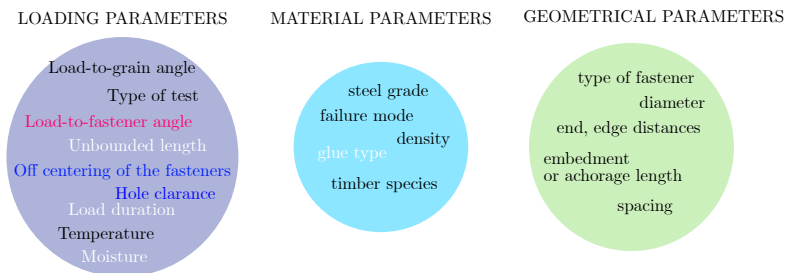 LOADING PARAMETERS
Load-to-grain angle
Type of test
Load-to-fastener angle
Unbounded length
Off centering of the fasteners
Hole clarance
Load duration
Temperature
Moisture
MATERIAL PARAMETERS
steel grade
failure mode
density
glue type
timber species
GEOMETRICAL PARAMETERS
type of fastener
diameter
end, edge distances
embedment
or achorage length
spacing